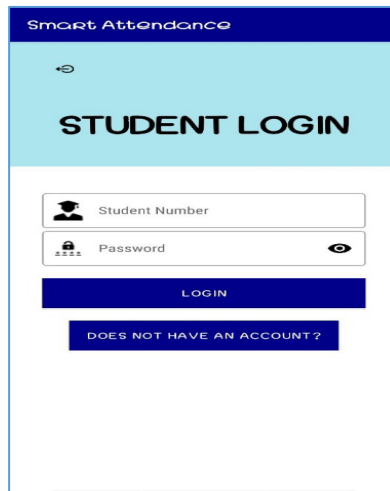 Smart Attendance
STUDENT LOGIN
Student Number
Password
LOGIN
DOES NOT HAVE AN ACCOUNT?